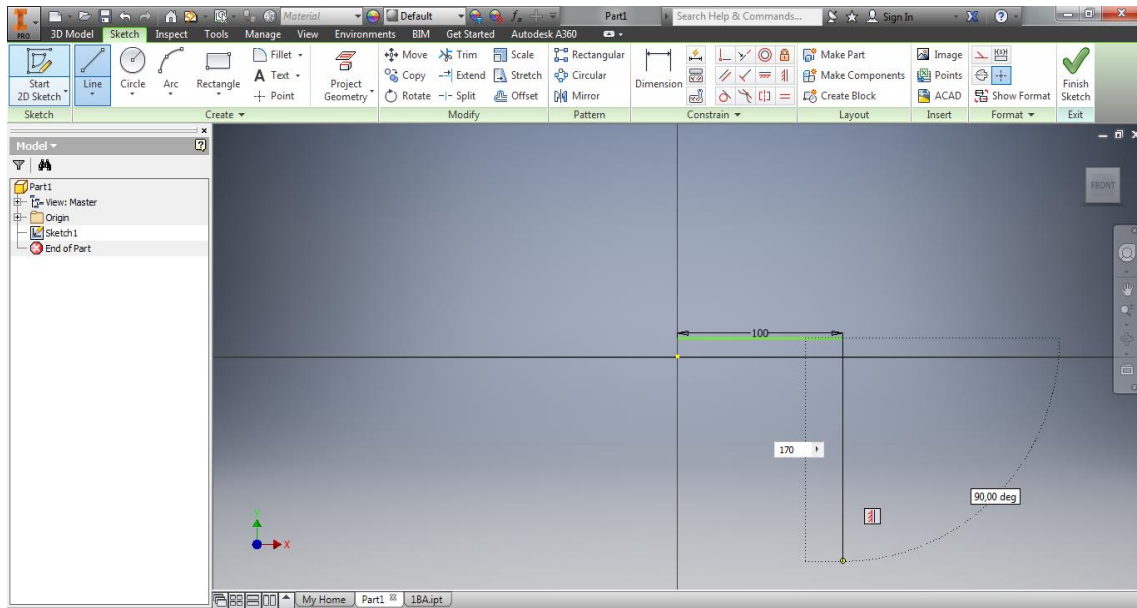 Material Default Part1 Search Help & Commands... Sign In
PRO 3D Model Sketch Inspect Tools Manage View Environments BIM Get Started Autodesk A360
Start 2D Sketch
Line
Circle
Arc
Rectangle
Fillet
Text
Point
Project Geometry
Move Trim Scale
Copy Extend Stretch
Rotate Split Offset
Rectangular
Circular
Mirror
Dimension
Make Part
Make Components
Create Block
Image
Points
ACAD
Show Format
Finish Sketch
Sketch Create Modify Pattern Constrain Layout Insert Format Exit
Model
Part1
View: Master
Origin
Sketch1
End of Part
FRONT
100
170
90,00 deg
Y
X
My Home Part1 1BA.ipt